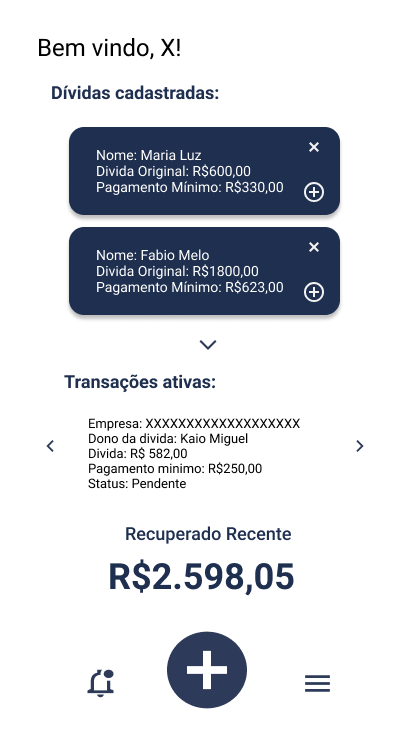 Bem vindo, X!
Dívidas cadastradas:
Nome: Maria Luz
Divida Original: R$600,00
Pagamento Mínimo: R$330,00
Nome: Fabio Melo
Divida Original: R$1800,00
Pagamento Mínimo: R$623,00
Transações ativas:
Empresa: XXXXXXXXXXXXXXXXXXX
Dono da divida: Kaio Miguel
Divida: R$ 582,00
Pagamento minimo: R$250,00
Status: Pendente
Recuperado Recente
R$2.598,05